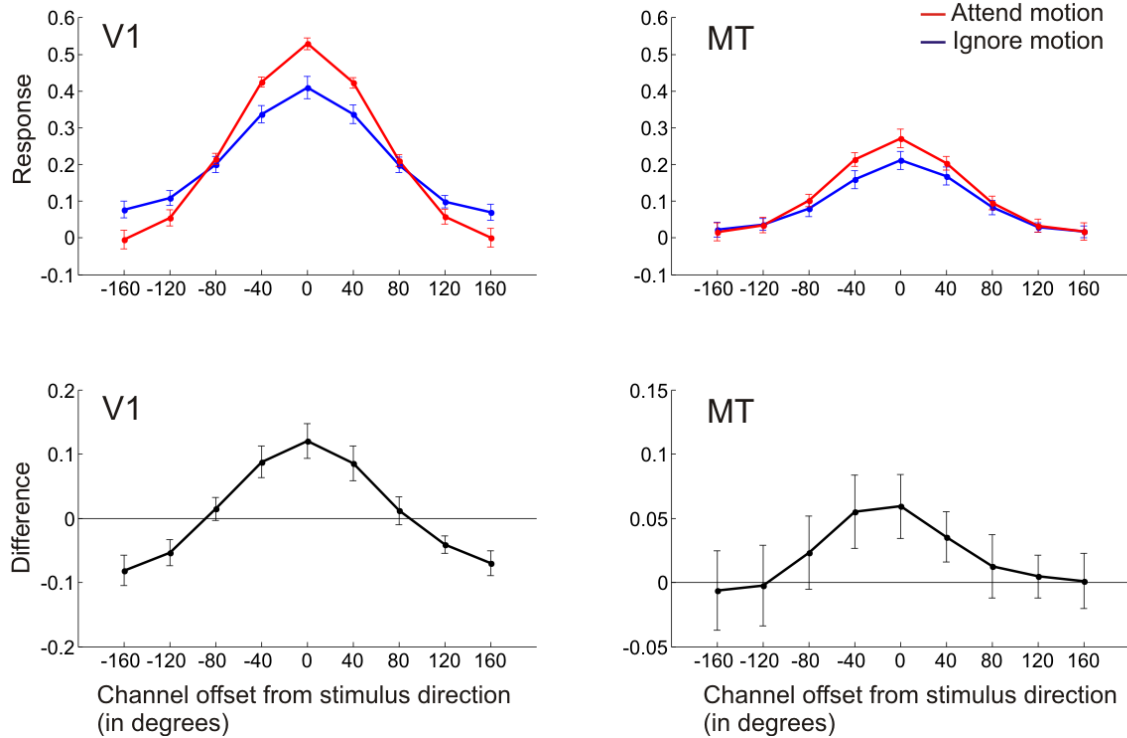 V1
0.6
0.5
0.4
0.3
0.2
0.1
0
-0.1
Response
-160 -120 -80 -40 0 40 80 120 160
MT
Attend motion
Ignore motion
0.6
0.5
0.4
0.3
0.2
0.1
0
-0.1
-160 -120 -80 -40 0 40 80 120 160
V1
0.2
0.1
0
-0.1
-0.2
Difference
-160 -120 -80 -40 0 40 80 120 160
Channel offset from stimulus direction
(in degrees)
MT
0.15
0.1
0.05
0
-0.05
-160 -120 -80 -40 0 40 80 120 160
Channel offset from stimulus direction
(in degrees)